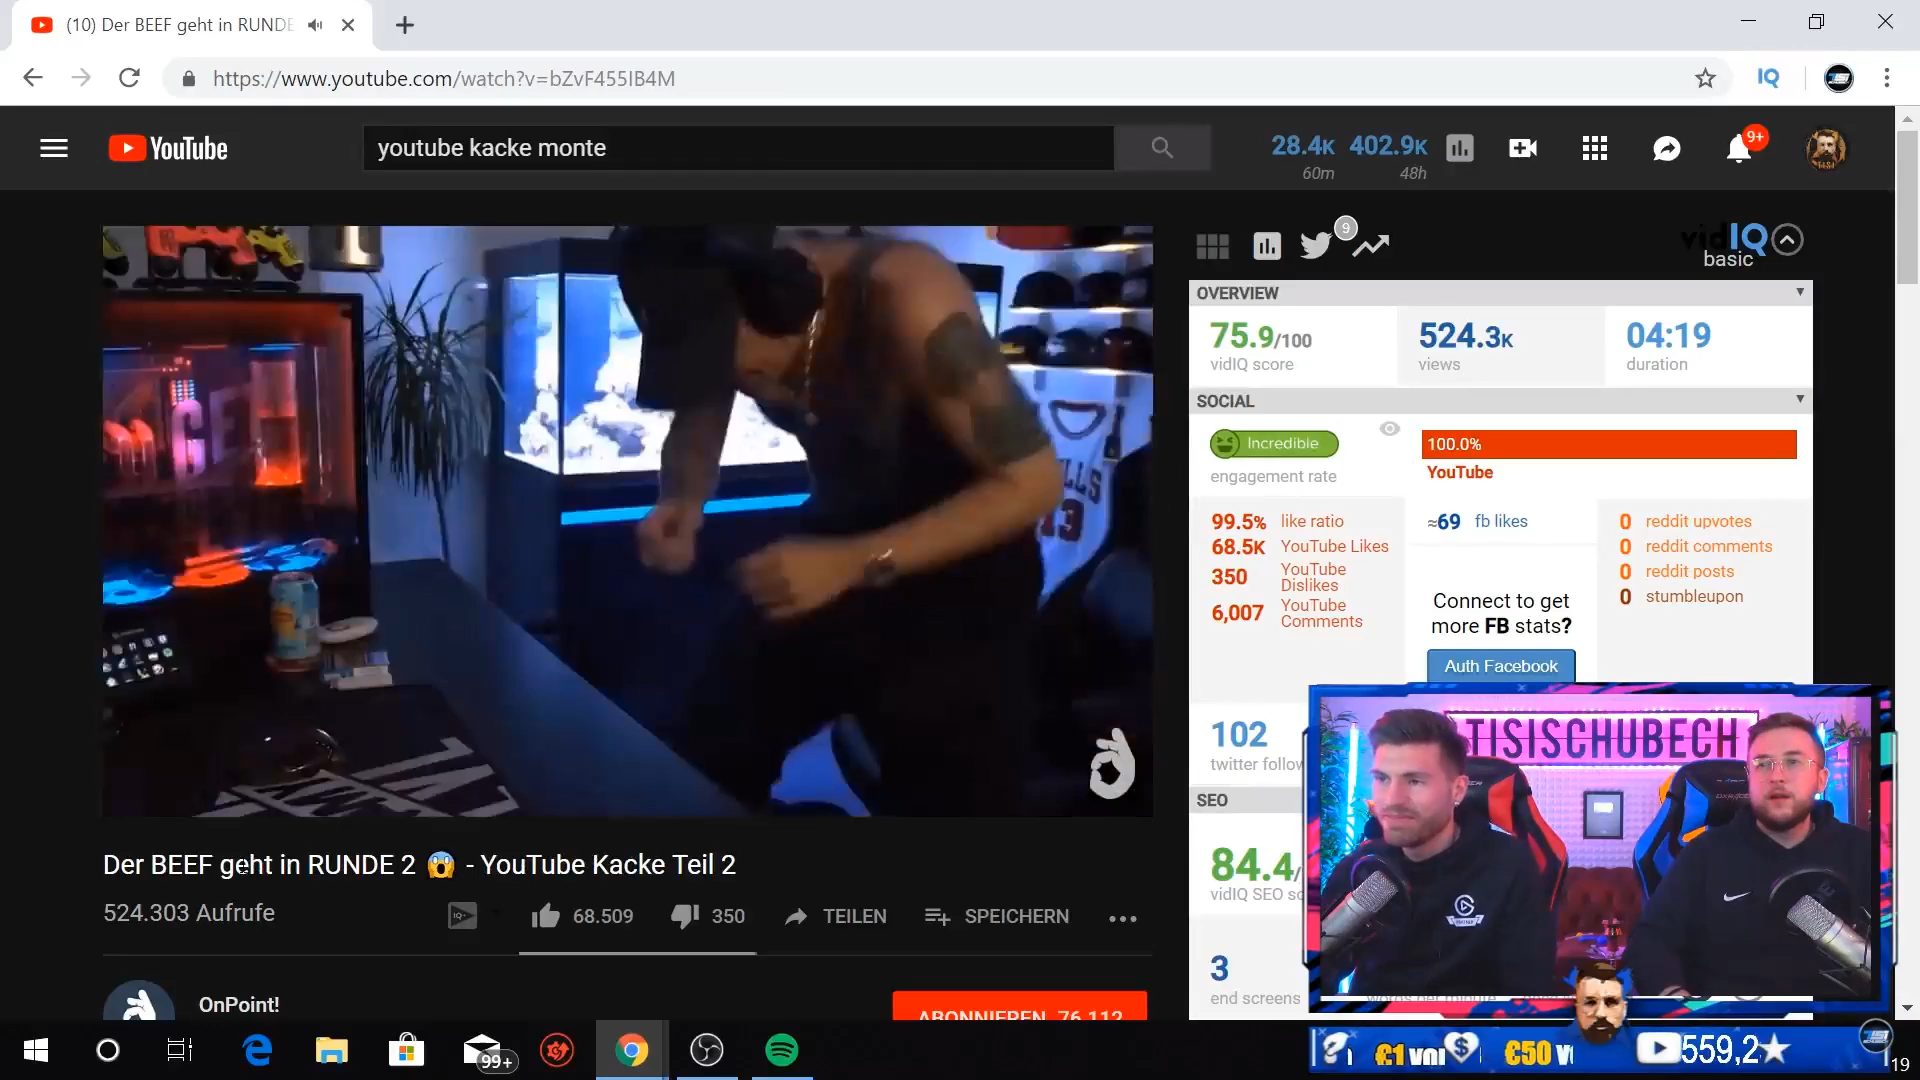 (10) Der BEEF geht in RUNDE
https://www.youtube.com/watch?v=bZvF455IB4M
IQ
YouTube
youtube kacke monte
28.4K 402.9K
60m 48h
9+
9
vidIQ
basic
OVERVIEW
75.9/100
vidIQ score
524.3K
views
04:19
duration
SOCIAL
Incredible
engagement rate
100.0%
YouTube
99.5% like ratio
68.5K YouTube Likes
350 YouTube
Dislikes
6,007 YouTube
Comments
≈69 fb likes
0 reddit upvotes
0 reddit comments
0 reddit posts
0 stumbleupon
Connect to get
more FB stats?
Auth Facebook
102
twitter follow
SEO
84.4/
vidIQ SEO sc
3
end screens
TISISCHUBECH
Der BEEF geht in RUNDE 2 😱 - YouTube Kacke Teil 2
524.303 Aufrufe
68.509
350
TEILEN
SPEICHERN
OnPoint!
ABONNIEREN 76.112
99+
€1 
€50 
559,2
19